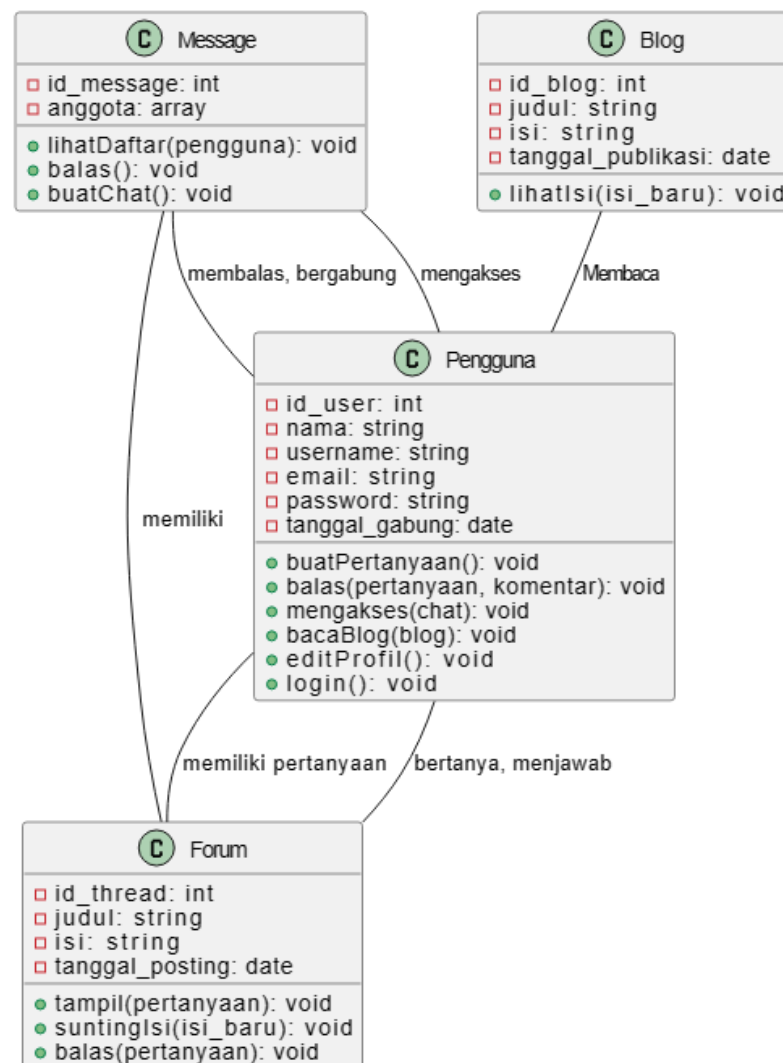 C Message
id_message: int
anggota: array
lihatDaftar(pengguna): void
balas(): void
buatChat(): void
C Blog
id_blog: int
judul: string
isi: string
tanggal_publikasi: date
lihatIsi(isi_baru): void
membalas, bergabung
mengakses
Membaca
C Pengguna
id_user: int
nama: string
username: string
email: string
password: string
tanggal_gabung: date
buatPertanyaan(): void
balas(pertanyaan, komentar): void
mengakses(chat): void
bacaBlog(blog): void
editProfil(): void
login(): void
memiliki
memiliki pertanyaan
bertanya, menjawab
C Forum
id_thread: int
judul: string
isi: string
tanggal_posting: date
tampil(pertanyaan): void
suntingIsi(isi_baru): void
balas(pertanyaan): void